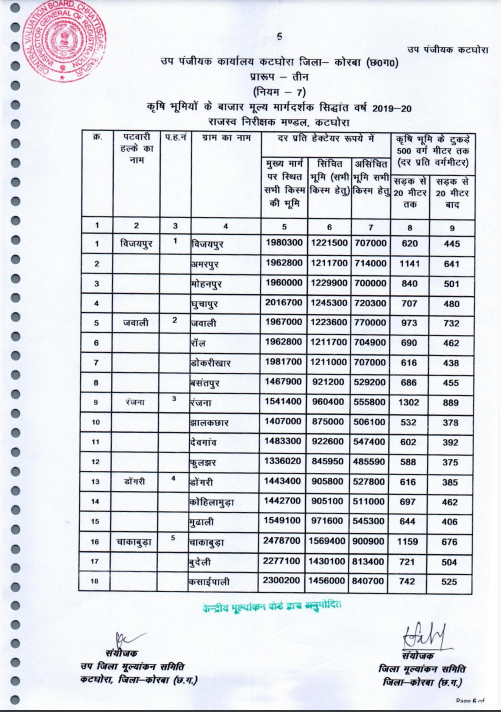 5
उप पंजीयक कटघोरा
उप पंजीयक कार्यालय कटघोरा जिला– कोरबा (छ0ग0)
प्रारूप – तीन
(नियम – 7)
कृषि भूमियों के बाजार मूल्य मार्गदर्शक सिद्धांत वर्ष 2019–20
राजस्व निरीक्षक मण्डल, कटघोरा
क्र. पटवारी हल्के का नाम प.ह.नं ग्राम का नाम दर प्रति हेक्टेयर रूपये में कृषि भूमि के टुकड़े 500 वर्ग मीटर तक (दर प्रति वर्गमीटर)
मुख्य मार्ग पर स्थित सभी किस्म की भूमि सिंचित भूमि (सभी किस्म हेतु) असिंचित भूमि सभी किस्म हेतु सड़क से 20 मीटर तक सड़क से 20 मीटर बाद
1 2 3 4 5 6 7 8 9
1 विजयपुर 1 विजयपुर 1980300 1221500 707000 620 445
2 अमरपुर 1962800 1211700 714000 1141 641
3 मोहनपुर 1960000 1229900 700000 840 501
4 घुचापुर 2016700 1245300 720300 707 480
5 जवाली 2 जवाली 1967000 1223600 770000 973 732
6 रॉल 1962800 1211700 704900 690 462
7 डोकरीखार 1981700 1211000 707000 616 438
8 बसंतपुर 1467900 921200 529200 686 455
9 रंजना 3 रंजना 1541400 960400 555800 1302 889
10 झालकछार 1407000 875000 506100 532 378
11 देवगांव 1483300 922600 547400 602 392
12 फुलझर 1336020 845950 485590 588 375
13 डोंगरी 4 डोंगरी 1443400 905800 527800 616 385
14 कोहिलामुड़ा 1442700 905100 511000 697 462
15 मुढाली 1549100 971600 545300 644 406
16 चाकाबुड़ा 5 चाकाबुड़ा 2478700 1569400 900900 1159 676
17 बुदेली 2277100 1430100 813400 721 504
18 कसाईपाली 2300200 1456000 840700 742 525
केन्द्रीय मूल्यांकन बोर्ड द्वारा अनुमोदित
संयोजक
उप जिला मूल्यांकन समिति
कटघोरा, जिला–कोरबा (छ.ग.)
संयोजक
जिला मूल्यांकन समिति
जिला–कोरबा (छ.ग.)